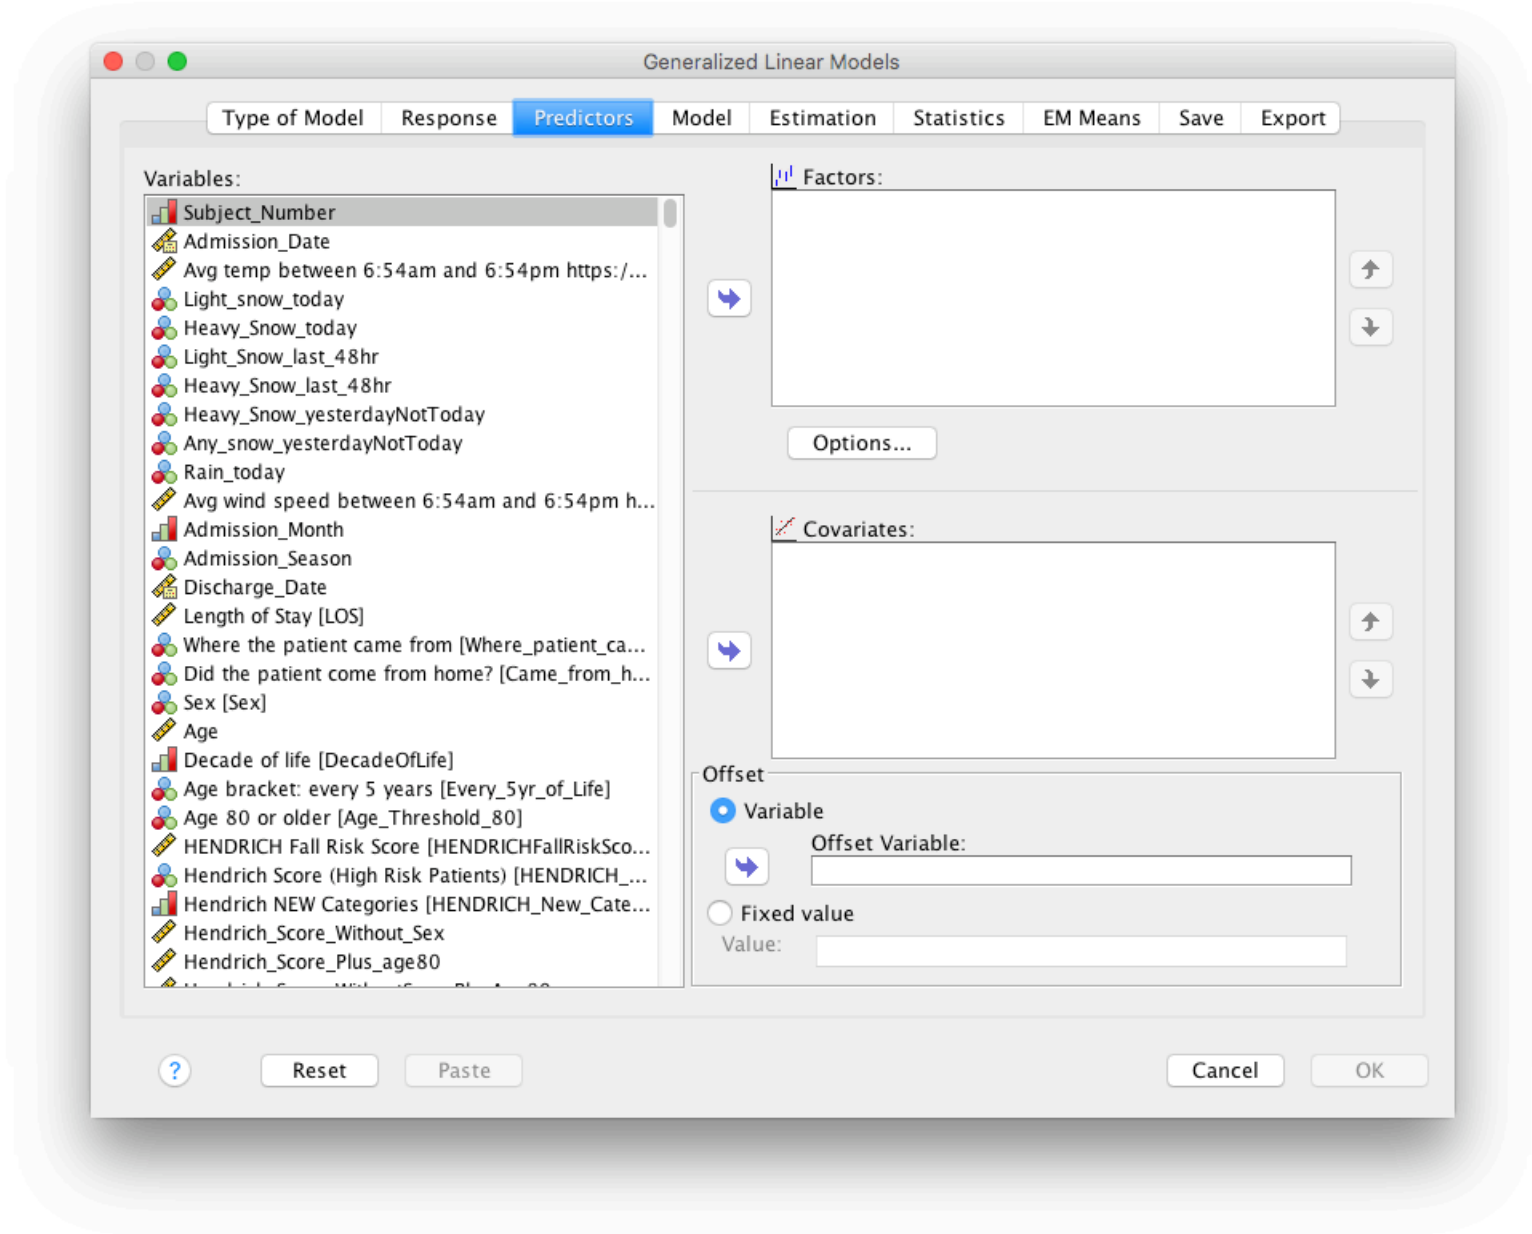 Generalized Linear Models
Type of Model Response Predictors Model Estimation Statistics EM Means Save Export
Variables:
Subject_Number
Admission_Date
Avg temp between 6:54am and 6:54pm https:/...
Light_snow_today
Heavy_Snow_today
Light_Snow_last_48hr
Heavy_Snow_last_48hr
Heavy_Snow_yesterdayNotToday
Any_snow_yesterdayNotToday
Rain_today
Avg wind speed between 6:54am and 6:54pm h...
Admission_Month
Admission_Season
Discharge_Date
Length of Stay [LOS]
Where the patient came from [Where_patient_ca...
Did the patient come from home? [Came_from_h...
Sex [Sex]
Age
Decade of life [DecadeOfLife]
Age bracket: every 5 years [Every_5yr_of_Life]
Age 80 or older [Age_Threshold_80]
HENDRICH Fall Risk Score [HENDRICHFallRiskSco...
Hendrich Score (High Risk Patients) [HENDRICH_...
Hendrich NEW Categories [HENDRICH_New_Cate...
Hendrich_Score_Without_Sex
Hendrich_Score_Plus_age80
Factors:
Options...
Covariates:
Offset
Variable
Offset Variable:
Fixed value
Value:
? Reset Paste Cancel OK